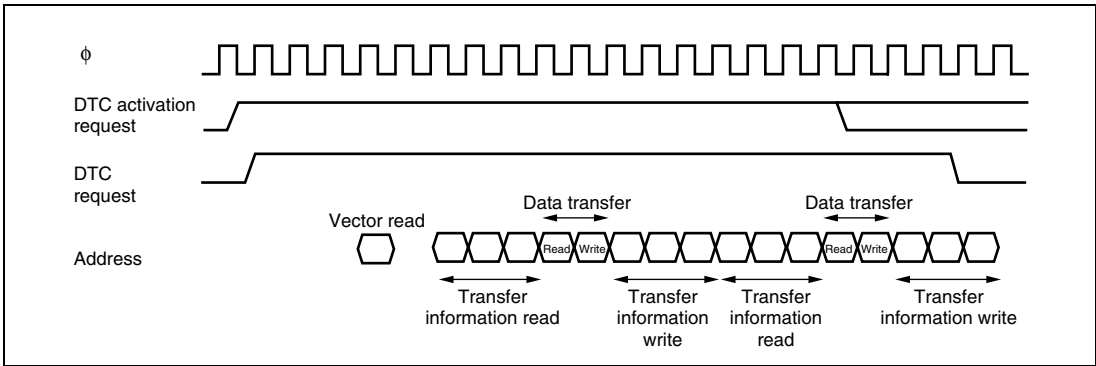 ϕ
DTC activation
request
DTC
request
Data transfer
Data transfer
Vector read
Address
Read
Write
Read
Write
Transfer
information read
Transfer
information
write
Transfer
information
read
Transfer
information write